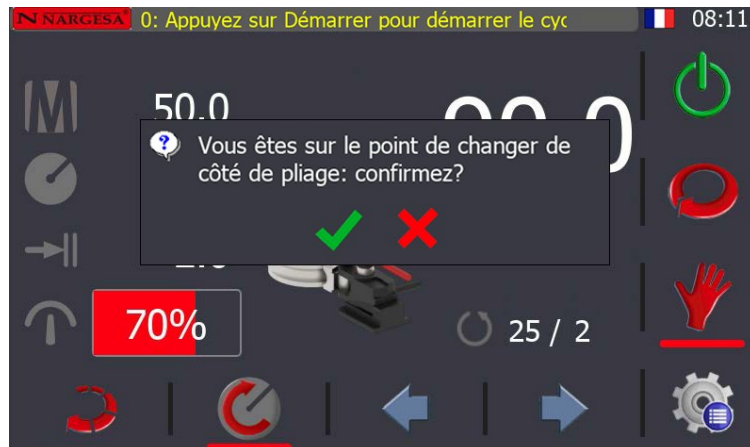 NARGESA 0: Appuyez sur Démarrer pour démarrer le cyc 08:11
50.0
Vous êtes sur le point de changer de
côté de pliage: confirmez?
70%
25 / 2